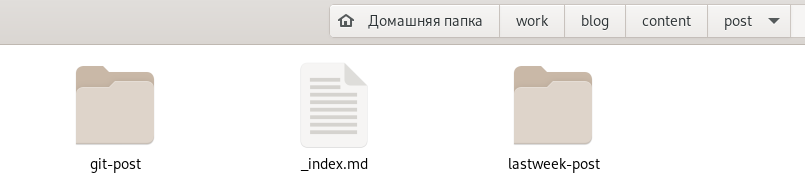 Домашняя папка work blog content post
git-post _index.md lastweek-post